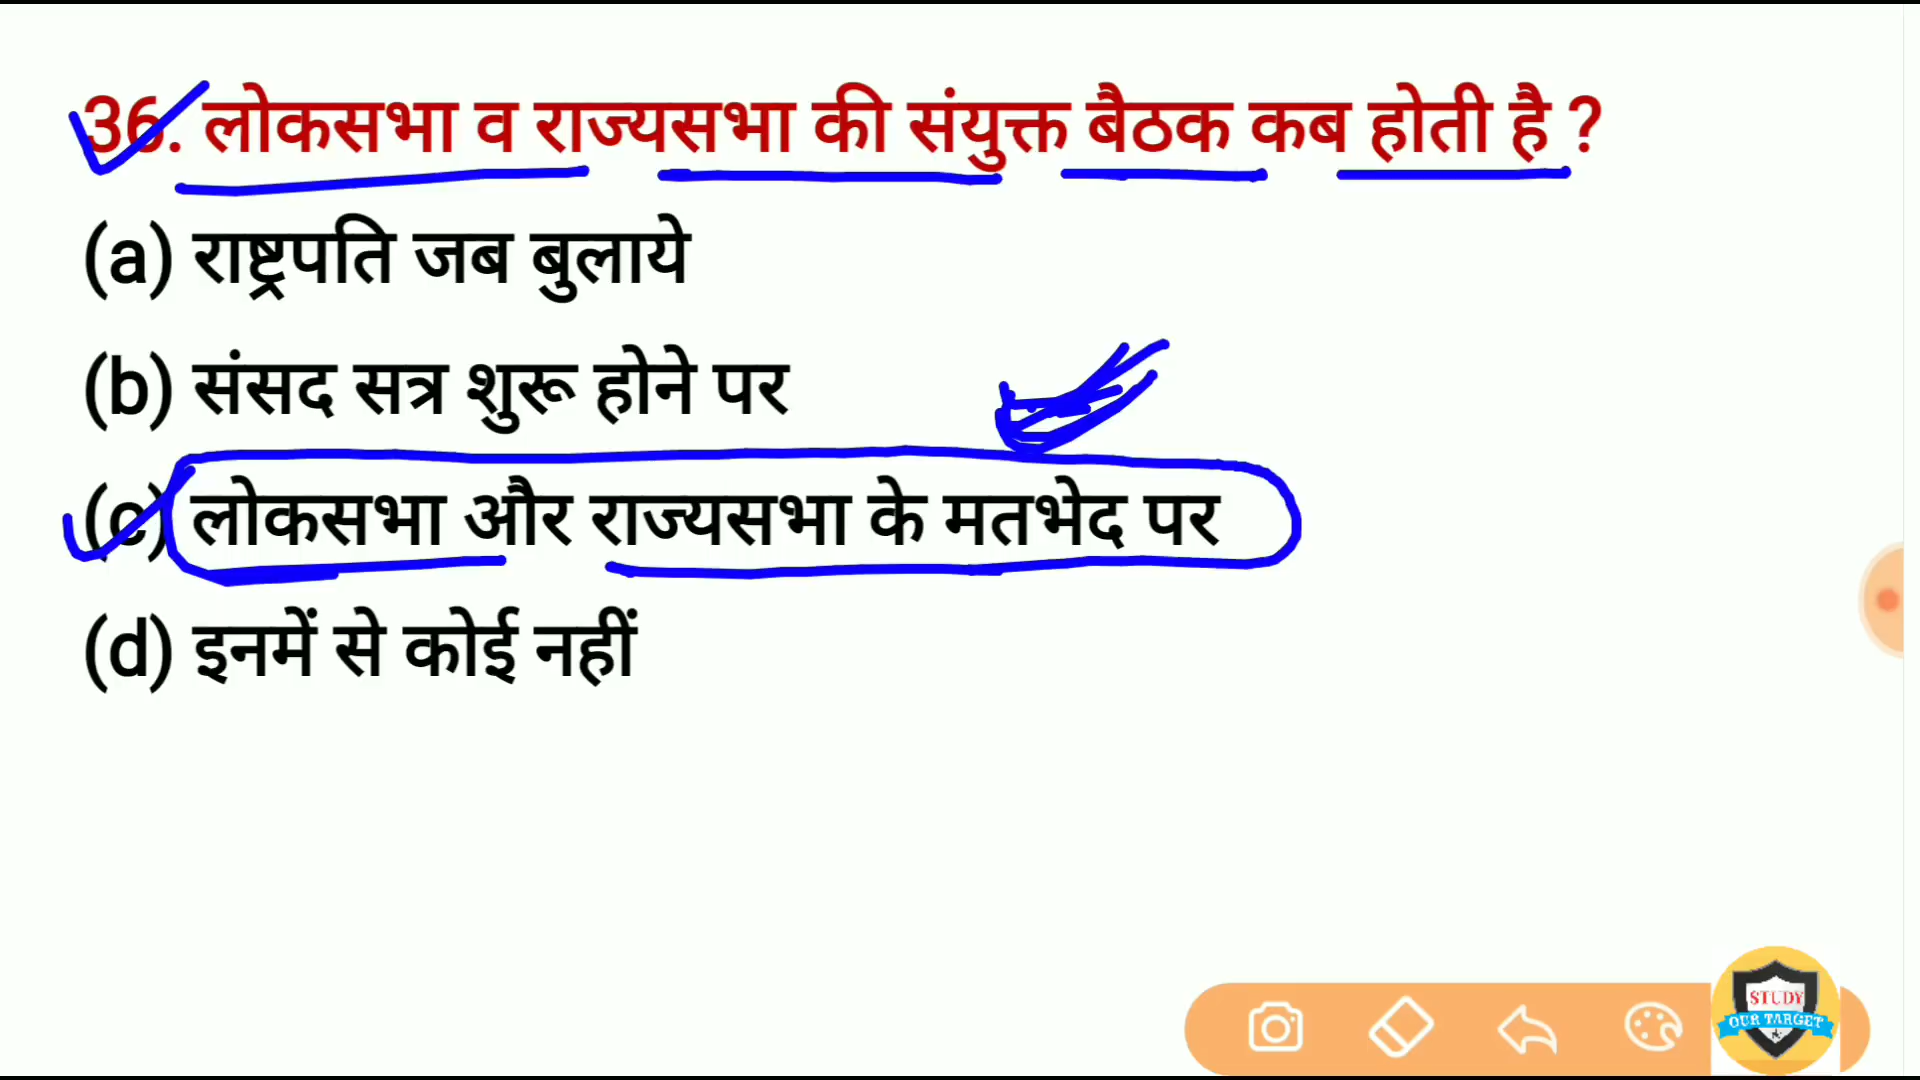 36. लोकसभा व राज्यसभा की संयुक्त बैठक कब होती है ?
(a) राष्ट्रपति जब बुलाये
(b) संसद सत्र शुरू होने पर
(c) लोकसभा और राज्यसभा के मतभेद पर
(d) इनमें से कोई नहीं
STUDY
OUR TARGET